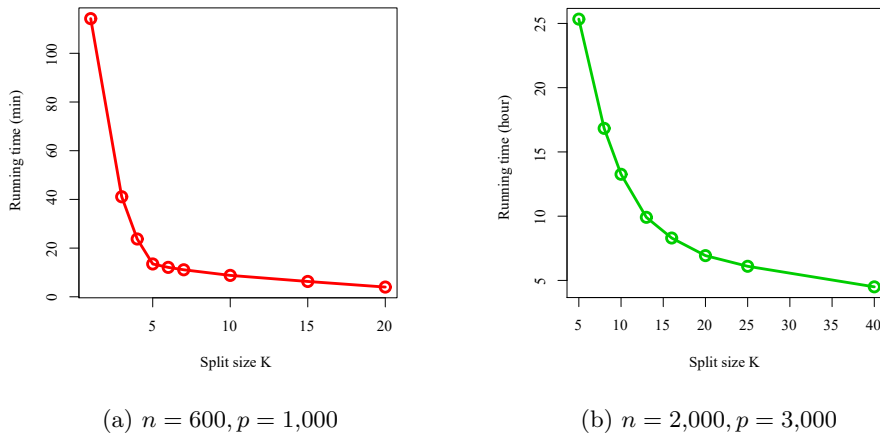 0 20 40 60 80 100
Running time (min)
5 10 15 20
Split size K
(a) n = 600, p = 1,000
5 10 15 20 25
Running time (hour)
5 10 15 20 25 30 35 40
Split size K
(b) n = 2,000, p = 3,000